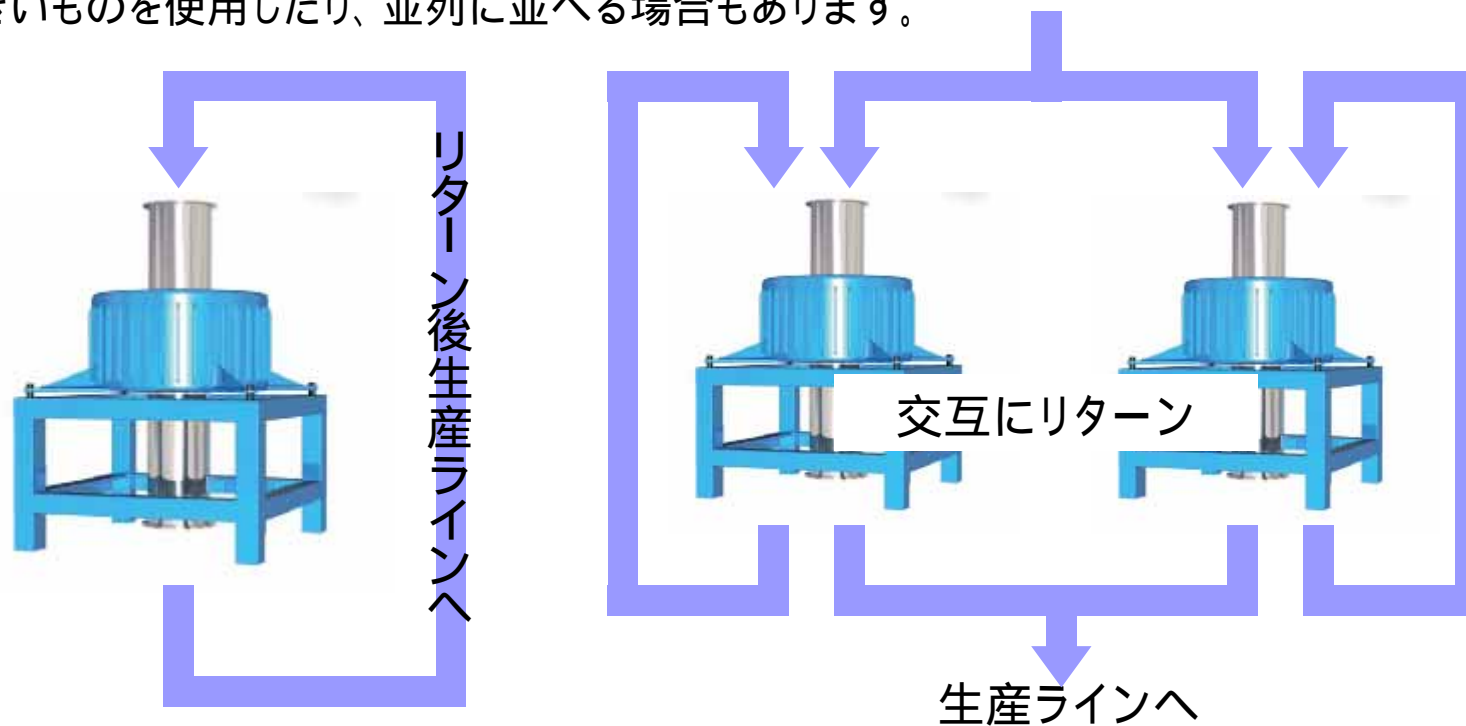 きいものを使用したり、並列に並べる場合もあります。
リターン後生産ラインへ
交互にリターン
生産ラインへ